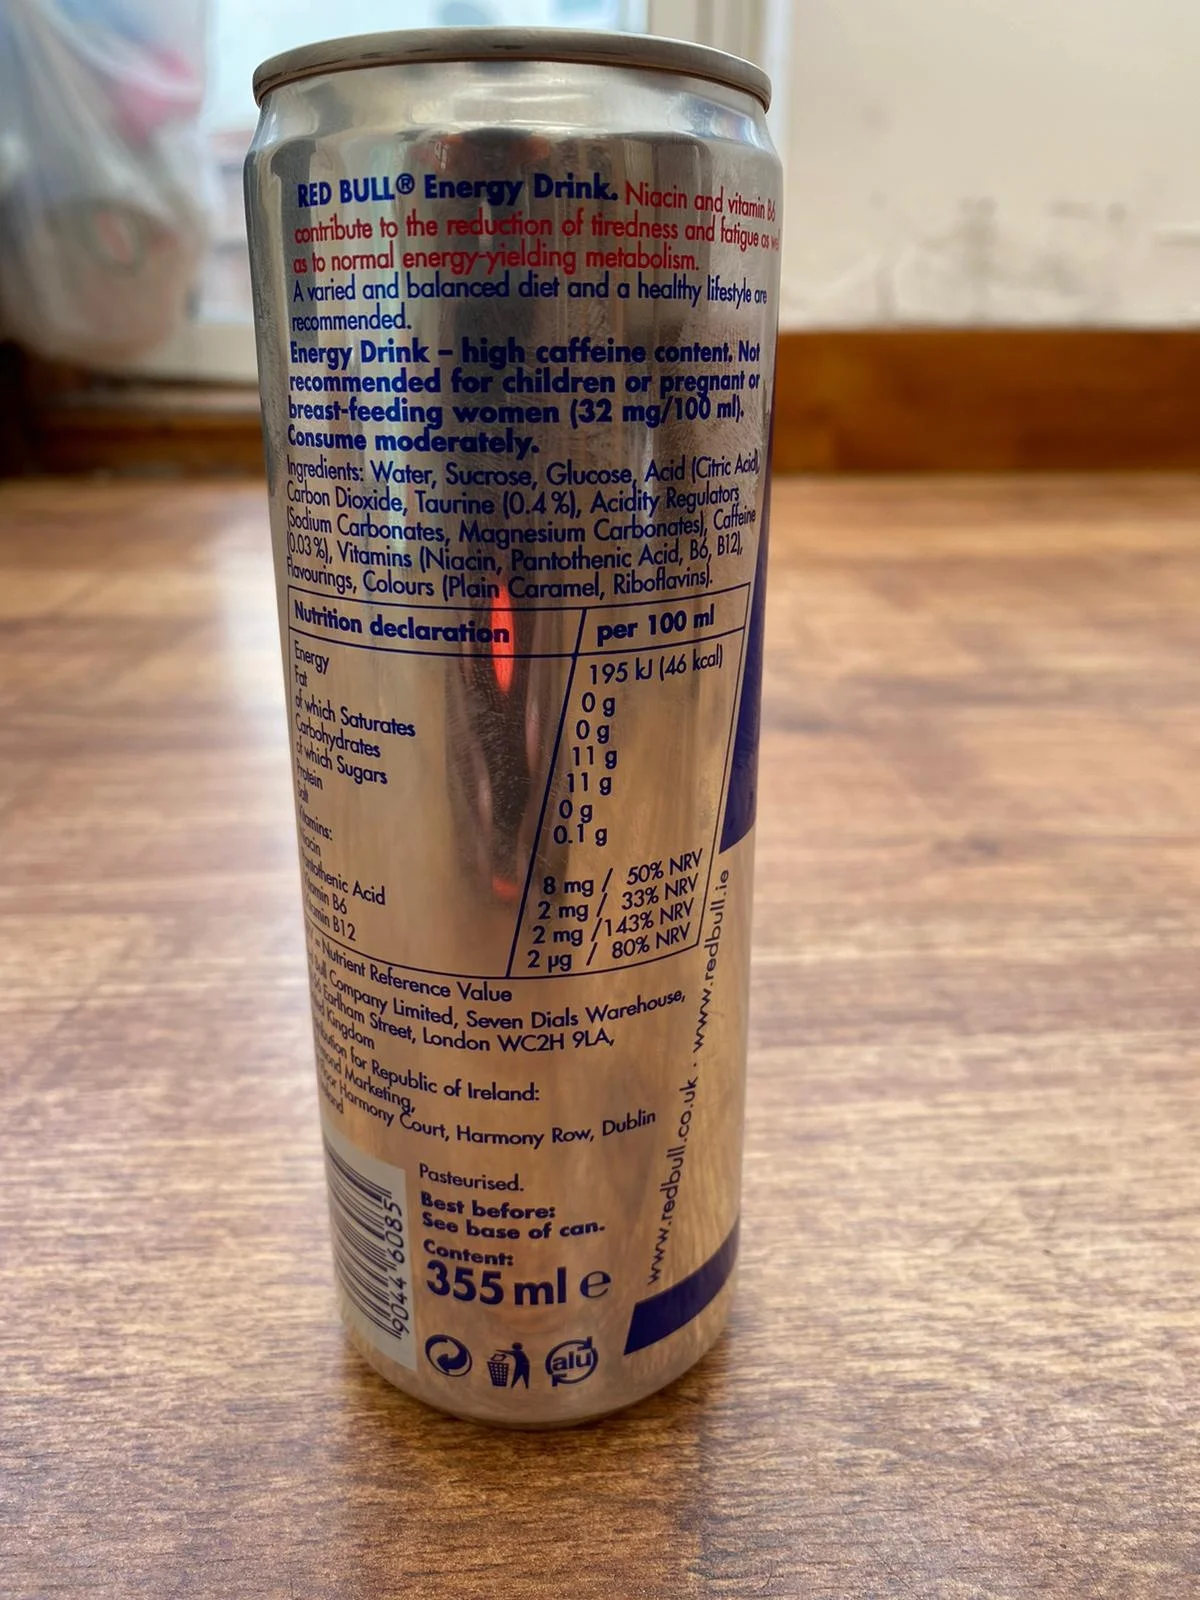 RED BULL® Energy Drink. Niacin and vitamin B6
contribute to the reduction of tiredness and fatigue as well
as to normal energy-yielding metabolism.
A varied and balanced diet and a healthy lifestyle are
recommended.
Energy Drink – high caffeine content. Not
recommended for children or pregnant or
breast-feeding women (32 mg/100 ml).
Consume moderately.
Ingredients: Water, Sucrose, Glucose, Acid (Citric Acid),
Carbon Dioxide, Taurine (0.4 %), Acidity Regulators
(Sodium Carbonates, Magnesium Carbonates), Caffeine
(0.03 %), Vitamins (Niacin, Pantothenic Acid, B6, B12),
Flavourings, Colours (Plain Caramel, Riboflavins).
Nutrition declaration per 100 ml
Energy 195 kJ (46 kcal)
Fat 0 g
of which Saturates 0 g
Carbohydrates 11 g
of which Sugars 11 g
Protein 0 g
Salt 0.1 g
Vitamins:
Niacin 8 mg / 50% NRV
Pantothenic Acid 2 mg / 33% NRV
Vitamin B6 2 mg / 143% NRV
Vitamin B12 2 µg / 80% NRV
= Nutrient Reference Value
Bull Company Limited, Seven Dials Warehouse,
Earlham Street, London WC2H 9LA,
Kingdom
for Republic of Ireland:
Marketing,
Harmony Court, Harmony Row, Dublin
Pasteurised.
Best before:
See base of can.
Content:
355 ml e
alu
9044 6085
www.redbull.co.uk . www.redbull.ie